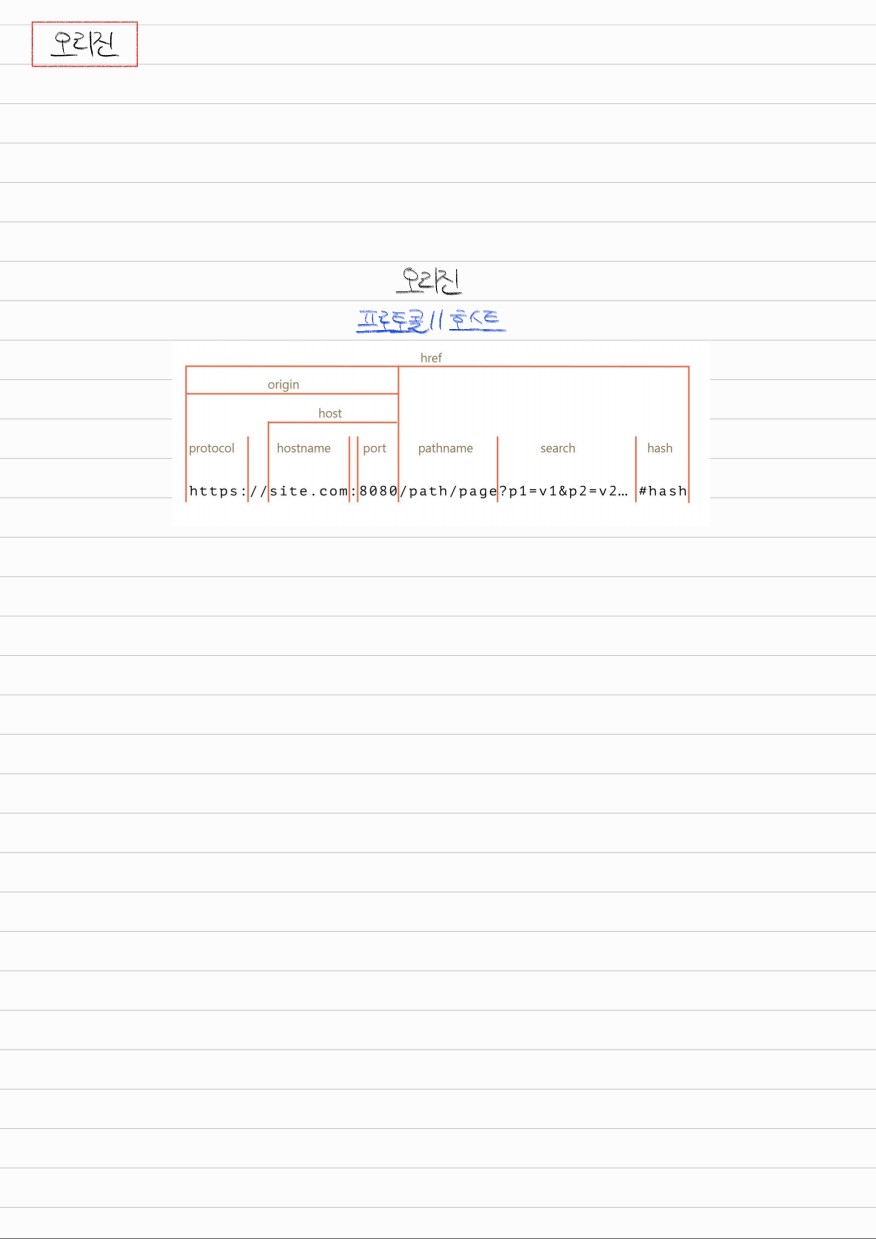 오리진
오리진
프로토콜//호스트
href
origin
host
protocol hostname port pathname search hash
https://site.com:8080/path/page?p1=v1&p2=v2… #hash